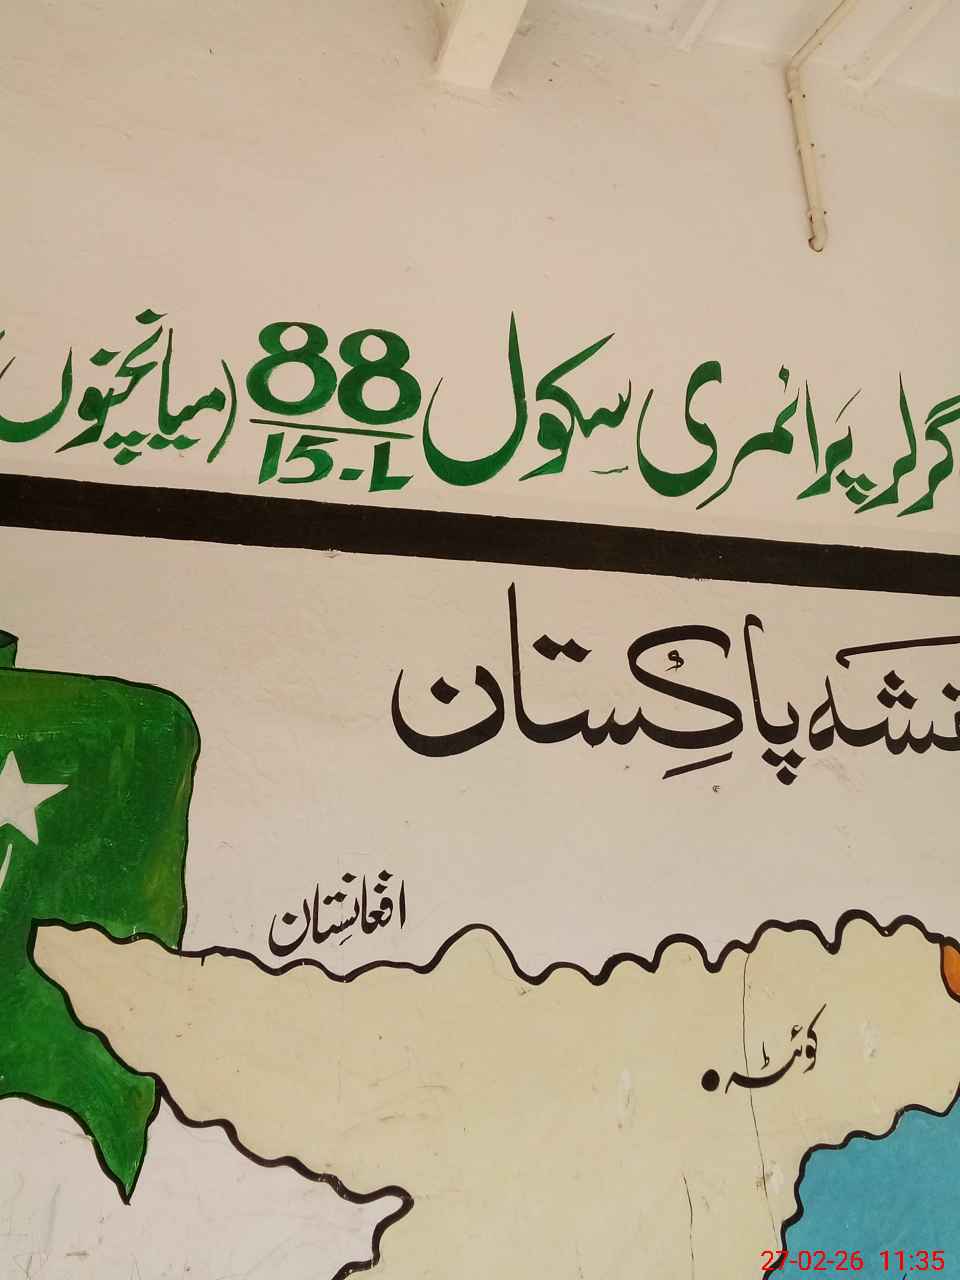 گرلز پرائمری سکول 88/15-L (میانچنوں
نقشہ پاکستان
افغانستان
کوئٹہ
27-02-26 11:35